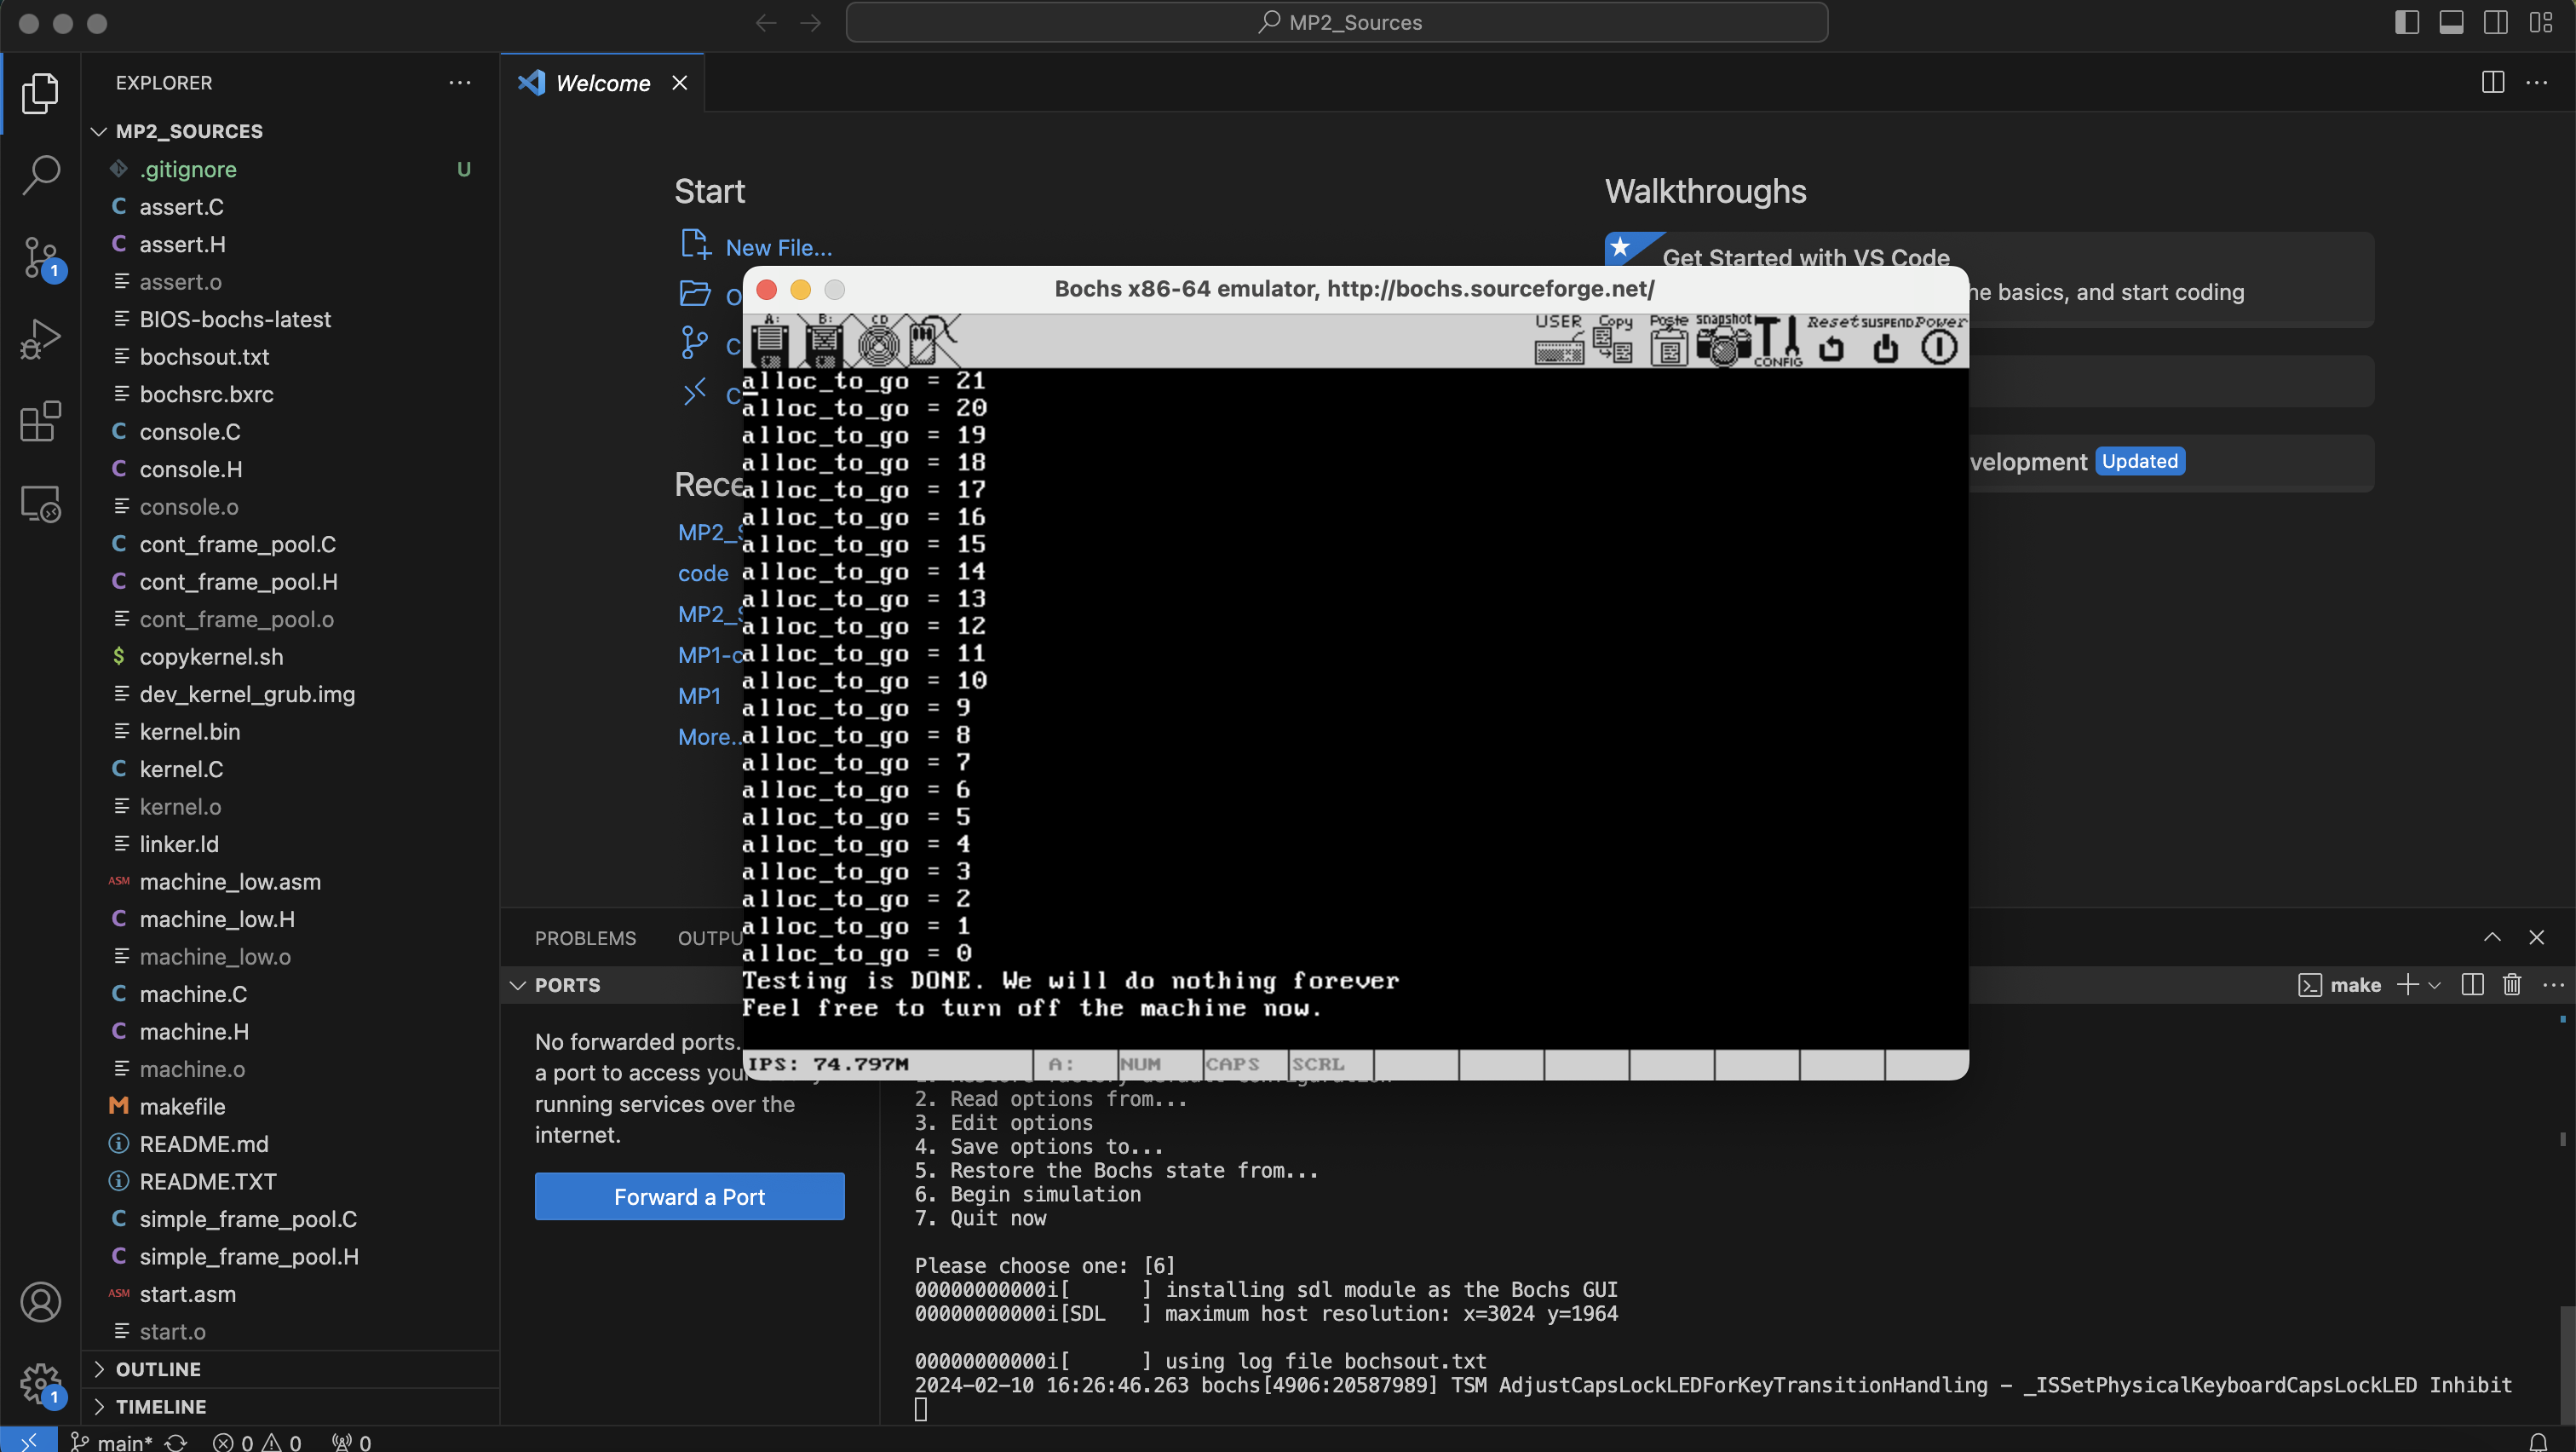 MP2_Sources
EXPLORER
MP2_SOURCES
.gitignore U
assert.C
assert.H
assert.o
BIOS-bochs-latest
bochsout.txt
bochsrc.bxrc
console.C
console.H
console.o
cont_frame_pool.C
cont_frame_pool.H
cont_frame_pool.o
copykernel.sh
dev_kernel_grub.img
kernel.bin
kernel.C
kernel.o
linker.ld
ASM machine_low.asm
machine_low.H
machine_low.o
machine.C
machine.H
machine.o
makefile
README.md
README.TXT
simple_frame_pool.C
simple_frame_pool.H
ASM start.asm
start.o
OUTLINE
TIMELINE
1
1
Welcome
Start
New File...
O
C
C
Rece
MP2_S
code
MP2_S
MP1-c
MP1
More..
Walkthroughs
Get Started with VS Code
he basics, and start coding
velopment Updated
Bochs x86-64 emulator, http://bochs.sourceforge.net/
A: B: CD USER Copy Paste snapshot CONFIG Reset SUSPEND Power
alloc_to_go = 21
alloc_to_go = 20
alloc_to_go = 19
alloc_to_go = 18
alloc_to_go = 17
alloc_to_go = 16
alloc_to_go = 15
alloc_to_go = 14
alloc_to_go = 13
alloc_to_go = 12
alloc_to_go = 11
alloc_to_go = 10
alloc_to_go = 9
alloc_to_go = 8
alloc_to_go = 7
alloc_to_go = 6
alloc_to_go = 5
alloc_to_go = 4
alloc_to_go = 3
alloc_to_go = 2
alloc_to_go = 1
alloc_to_go = 0
Testing is DONE. We will do nothing forever
Feel free to turn off the machine now.
IPS: 74.797M A: NUM CAPS SCRL
PROBLEMS OUTPU
PORTS
No forwarded ports.
a port to access your
running services over the
internet.
Forward a Port
make
2. Read options from...
3. Edit options
4. Save options to...
5. Restore the Bochs state from...
6. Begin simulation
7. Quit now
Please choose one: [6]
00000000000i[      ] installing sdl module as the Bochs GUI
00000000000i[SDL   ] maximum host resolution: x=3024 y=1964
00000000000i[      ] using log file bochsout.txt
2024-02-10 16:26:46.263 bochs[4906:20587989] TSM AdjustCapsLockLEDForKeyTransitionHandling - _ISSetPhysicalKeyboardCapsLockLED Inhibit
main* 0 0 0